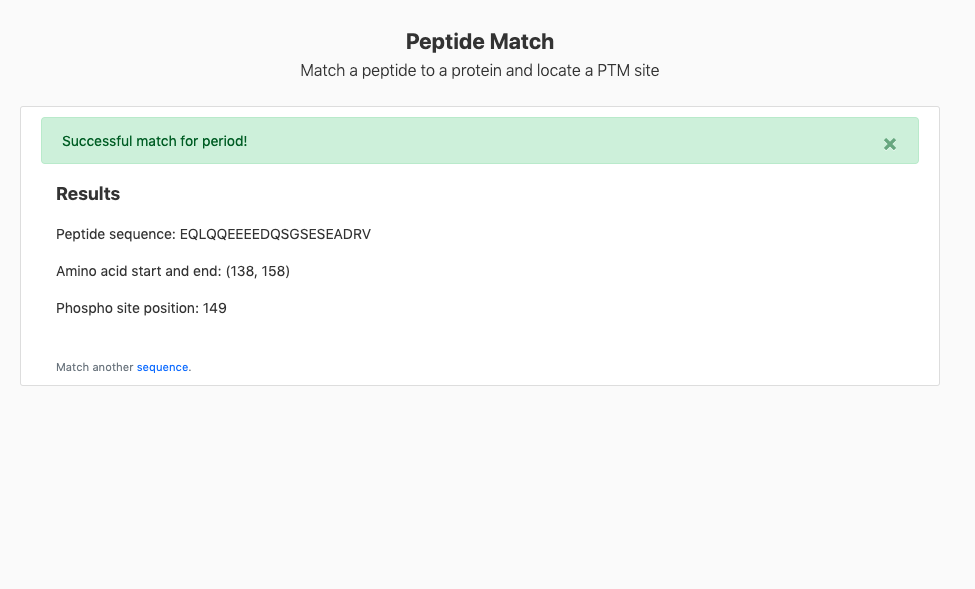 Peptide Match
Match a peptide to a protein and locate a PTM site
Successful match for period!
×
Results
Peptide sequence: EQLQQEEEEDQSGSESEADRV
Amino acid start and end: (138, 158)
Phospho site position: 149
Match another sequence.